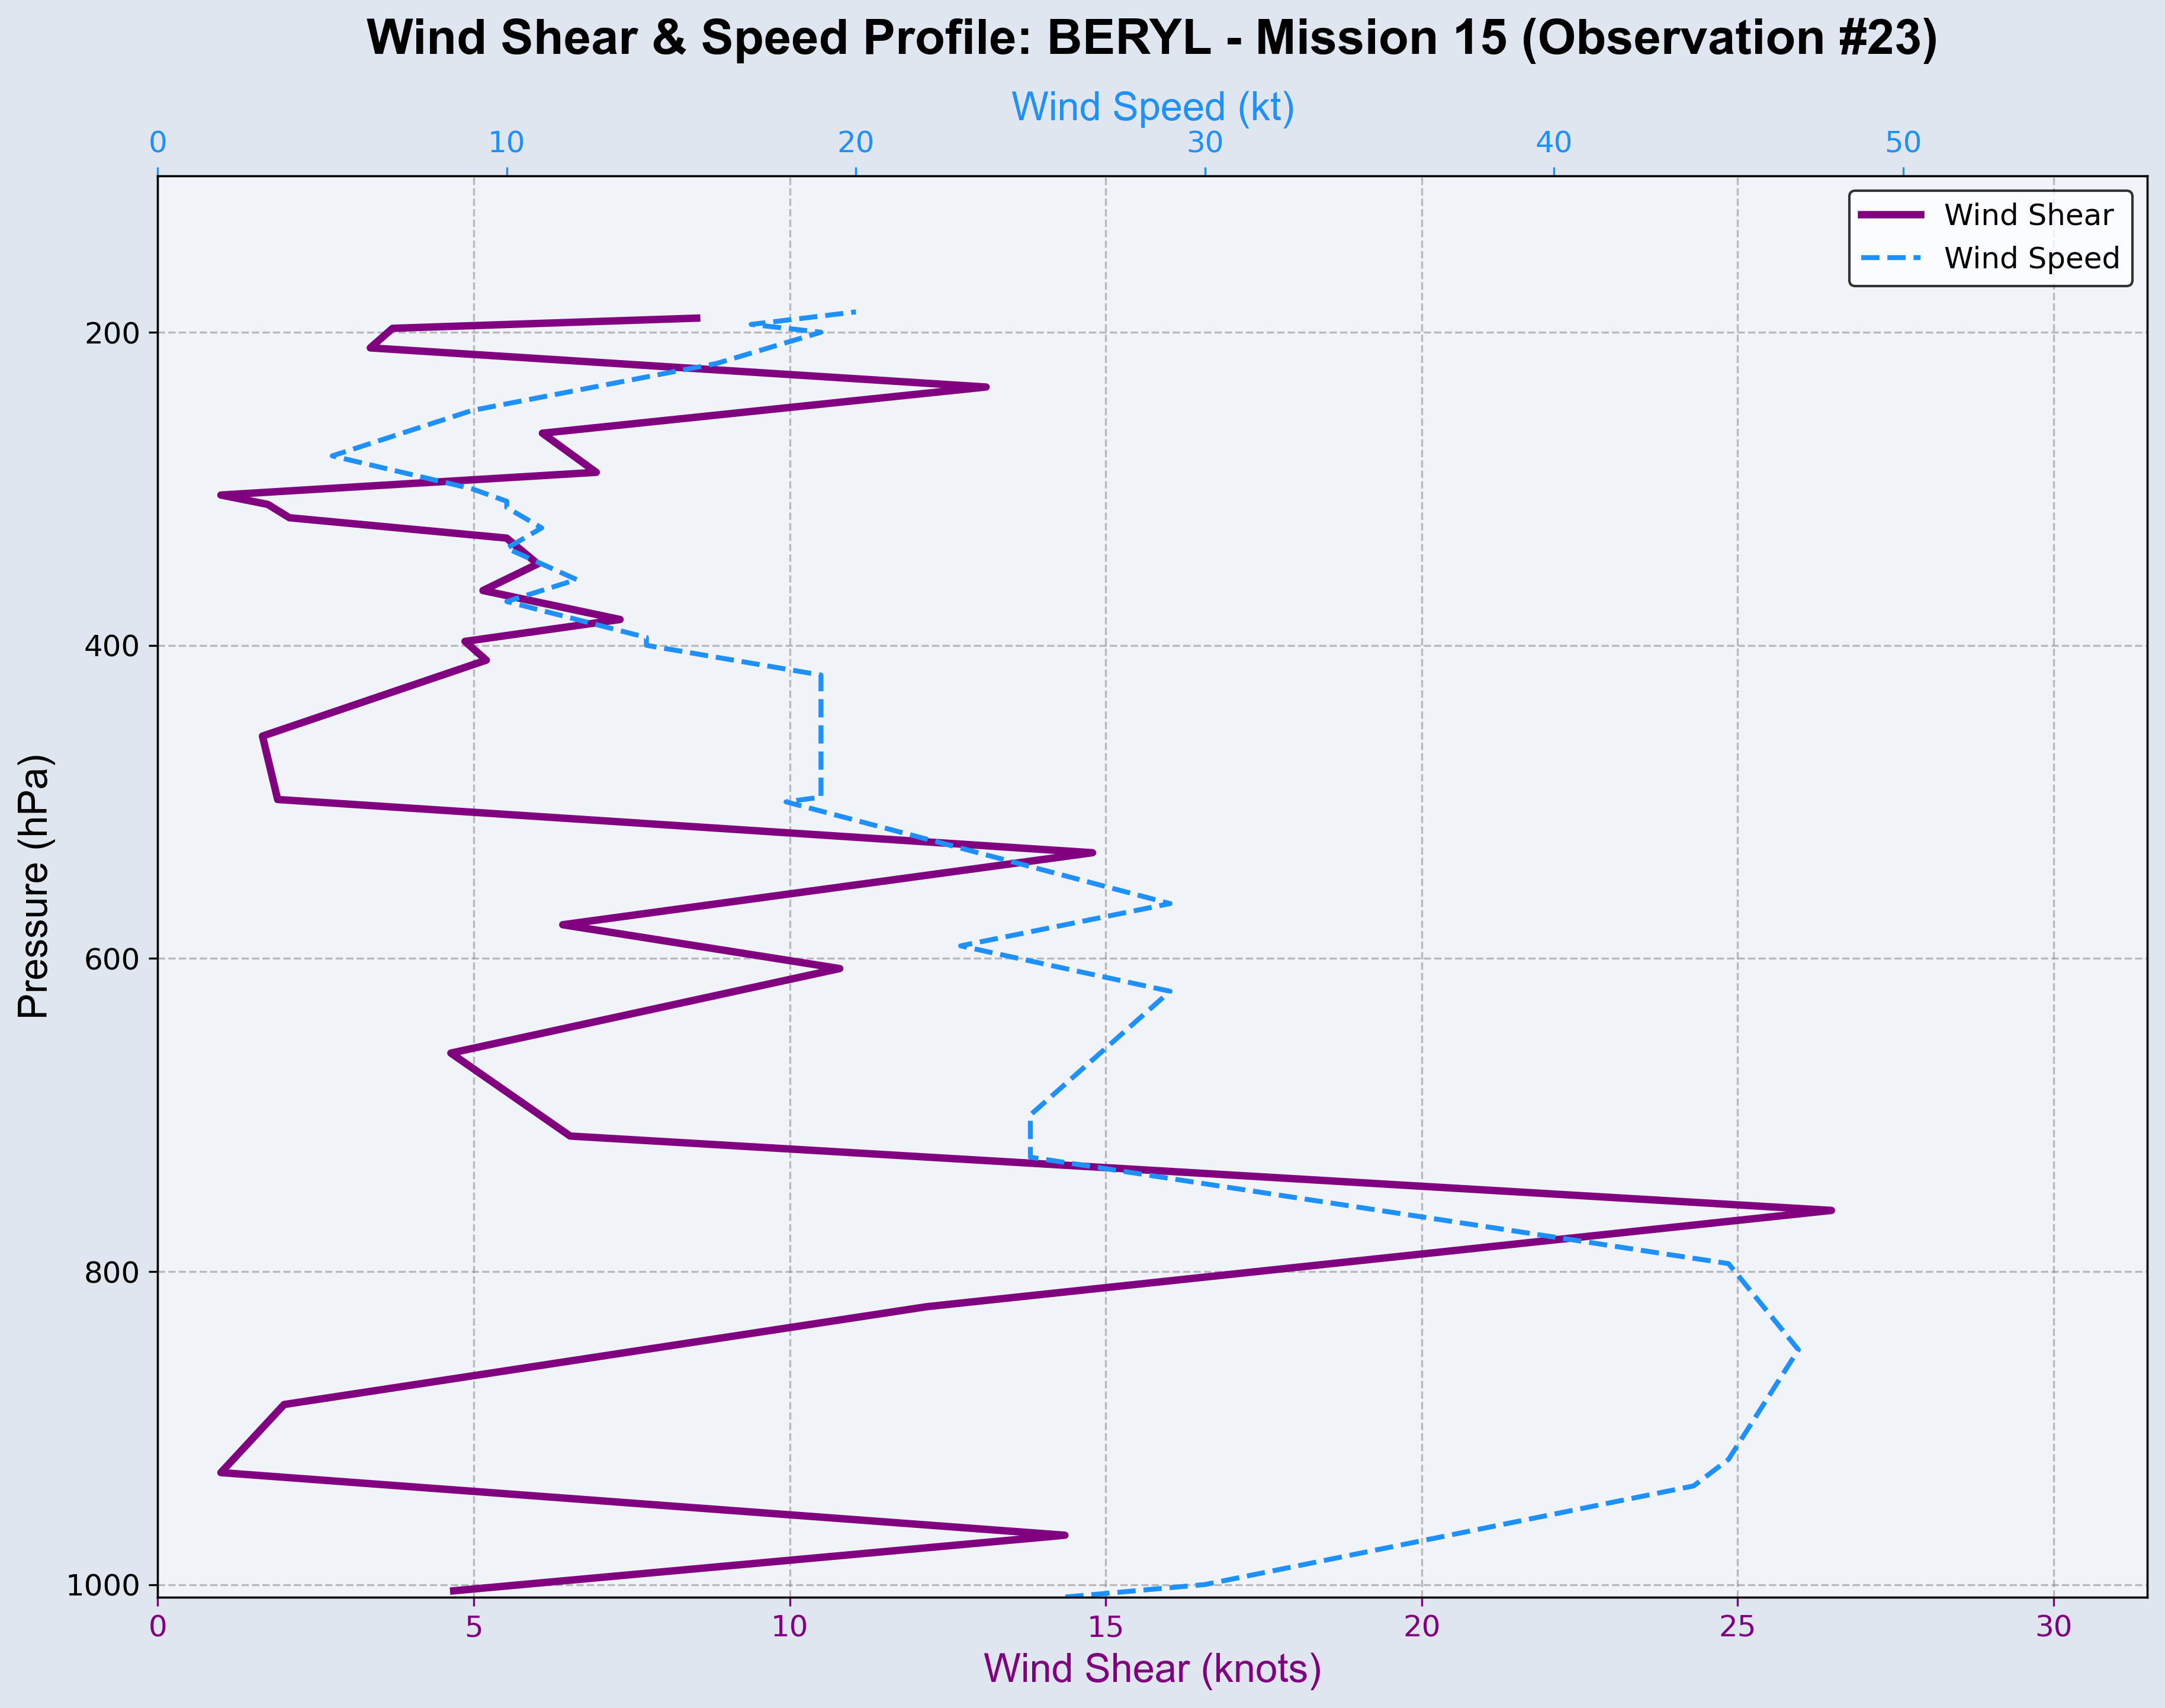 Wind Shear & Speed Profile: BERYL - Mission 15 (Observation #23)
Wind Speed (kt)
0 10 20 30 40 50
Wind Shear
Wind Speed
200
400
600
800
1000
Pressure (hPa)
0 5 10 15 20 25 30
Wind Shear (knots)